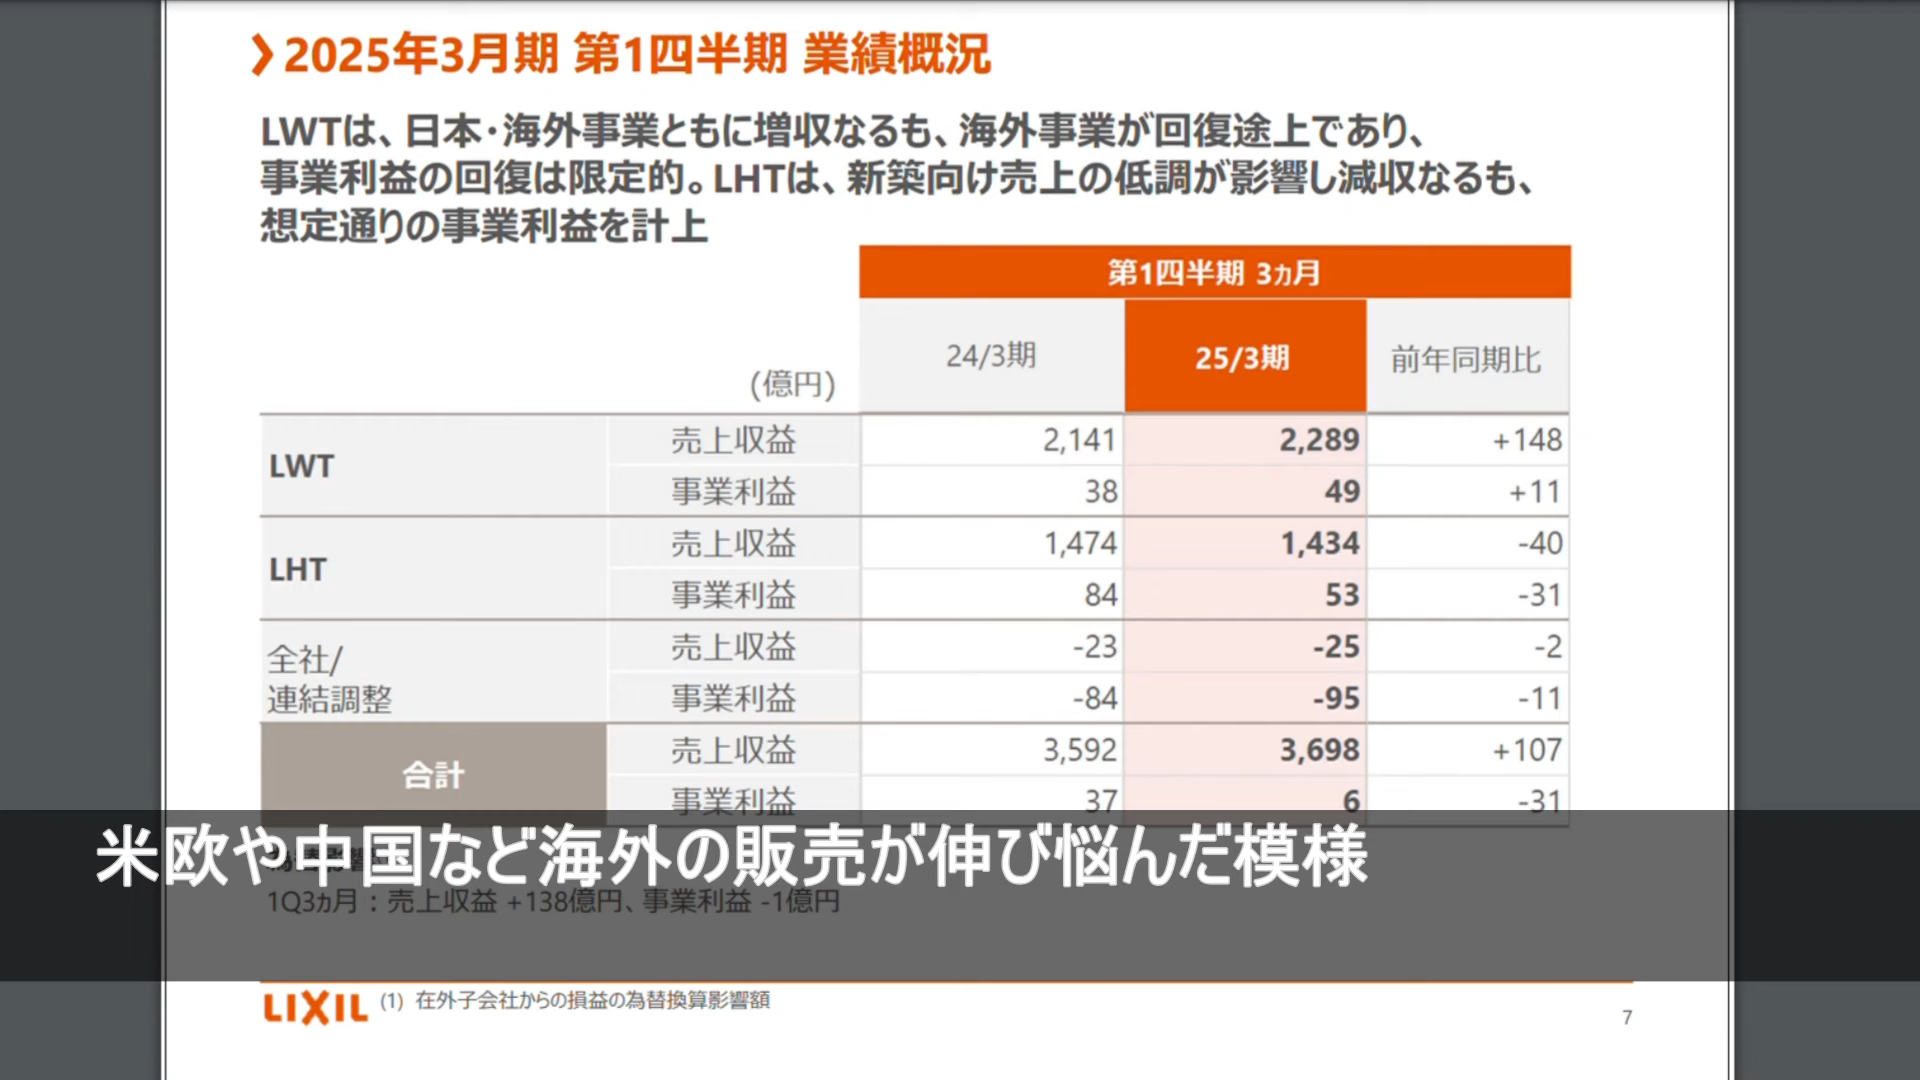 2025年3月期 第1四半期 業績概況
LWTは、日本・海外事業ともに増収なるも、海外事業が回復途上であり、
事業利益の回復は限定的。LHTは、新築向け売上の低調が影響し減収なるも、
想定通りの事業利益を計上
第1四半期 3ヵ月
(億円) 24/3期 25/3期 前年同期比
LWT 売上収益 2,141 2,289 +148
事業利益 38 49 +11
LHT 売上収益 1,474 1,434 -40
事業利益 84 53 -31
全社/
連結調整 売上収益 -23 -25 -2
事業利益 -84 -95 -11
合計 売上収益 3,592 3,698 +107
事業利益 37 6 -31
米欧や中国など海外の販売が伸び悩んだ模様
1Q3ヵ月：売上収益 +138億円、事業利益 -1億円
LIXIL (1) 在外子会社からの損益の為替換算影響額
7